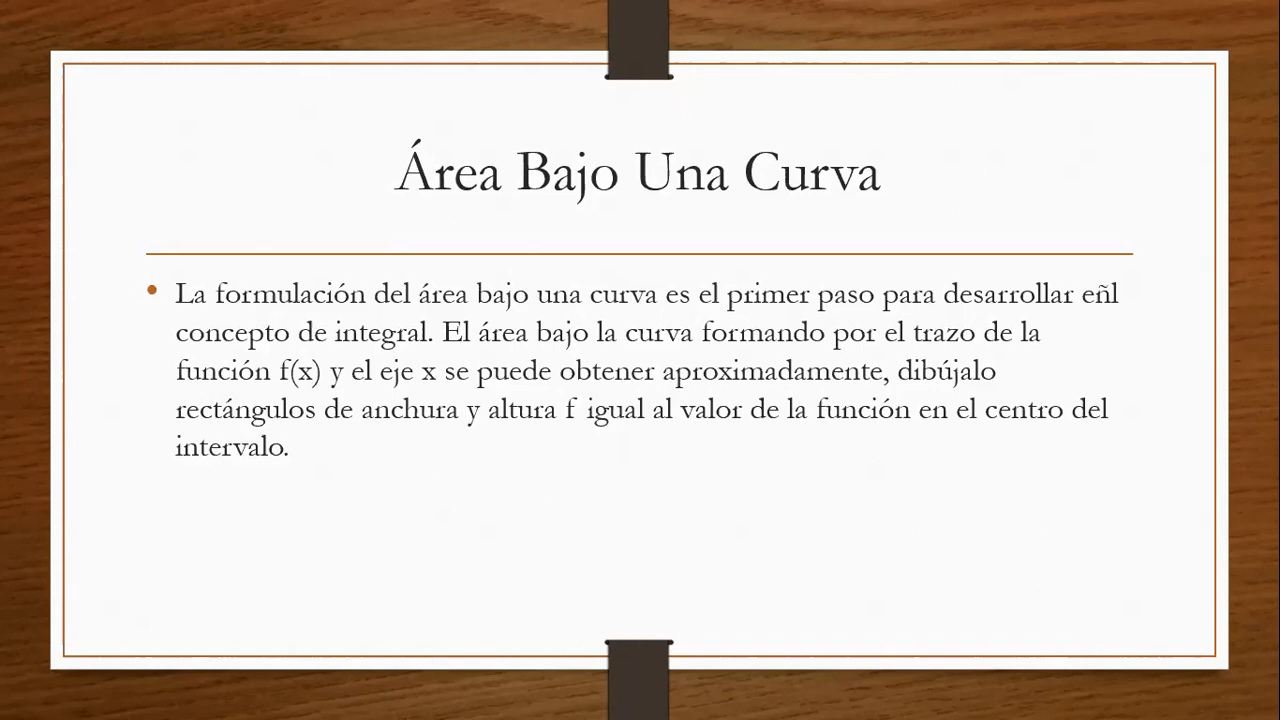 Área Bajo Una Curva
• La formulación del área bajo una curva es el primer paso para desarrollar eñl
concepto de integral. El área bajo la curva formando por el trazo de la
función f(x) y el eje x se puede obtener aproximadamente, dibújalo
rectángulos de anchura y altura f igual al valor de la función en el centro del
intervalo.